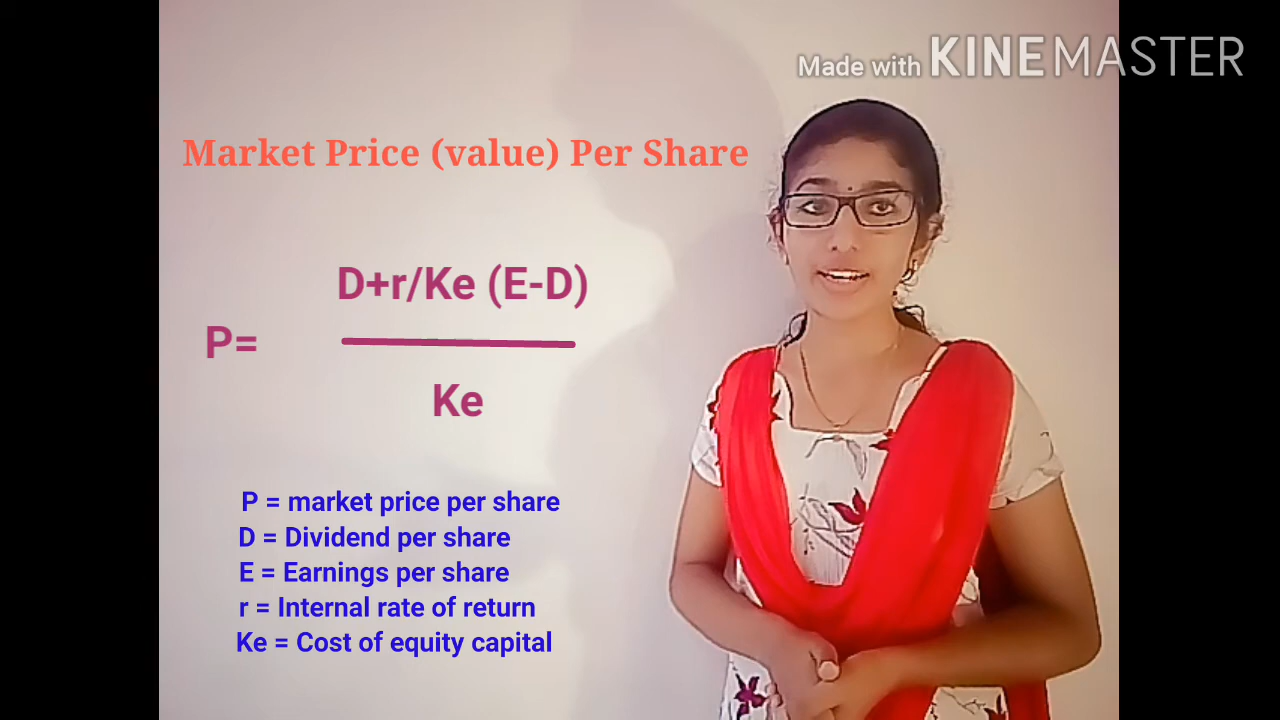 Made with KINEMASTER
Market Price (value) Per Share
D+r/Ke (E-D)
P=
Ke
P = market price per share
D = Dividend per share
E = Earnings per share
r = Internal rate of return
Ke = Cost of equity capital